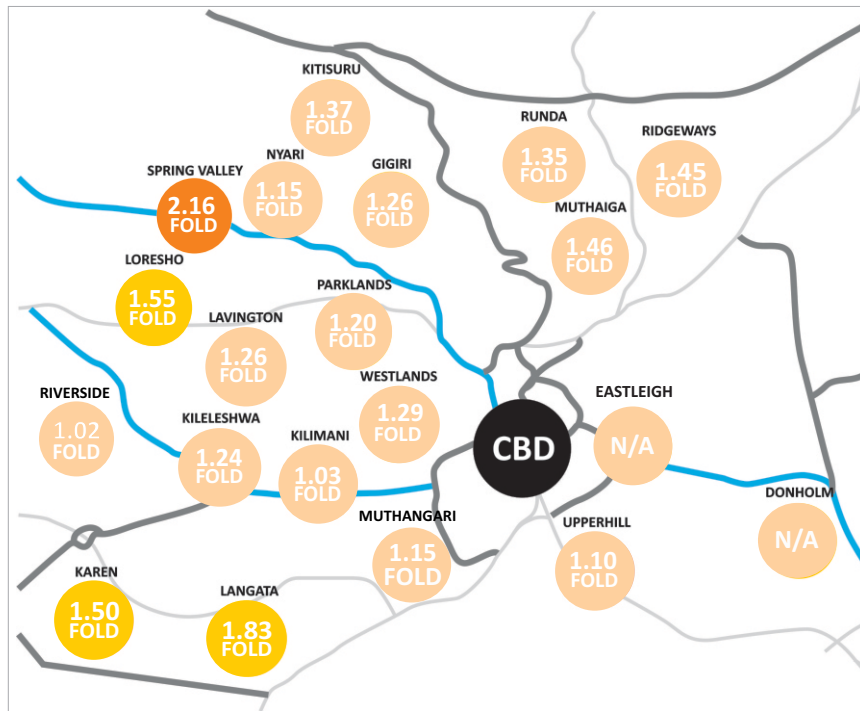 KITISURU
1.37
FOLD
RUNDA
1.35
FOLD
RIDGEWAYS
1.45
FOLD
NYARI
1.15
FOLD
GIGIRI
1.26
FOLD
SPRING VALLEY
2.16
FOLD
MUTHAIGA
1.46
FOLD
LORESHO
1.55
FOLD
PARKLANDS
1.20
FOLD
LAVINGTON
1.26
FOLD
WESTLANDS
1.29
FOLD
RIVERSIDE
1.02
FOLD
KILELESHWA
1.24
FOLD
KILIMANI
1.03
FOLD
CBD
EASTLEIGH
N/A
DONHOLM
N/A
MUTHANGARI
1.15
FOLD
UPPERHILL
1.10
FOLD
KAREN
1.50
FOLD
LANGATA
1.83
FOLD